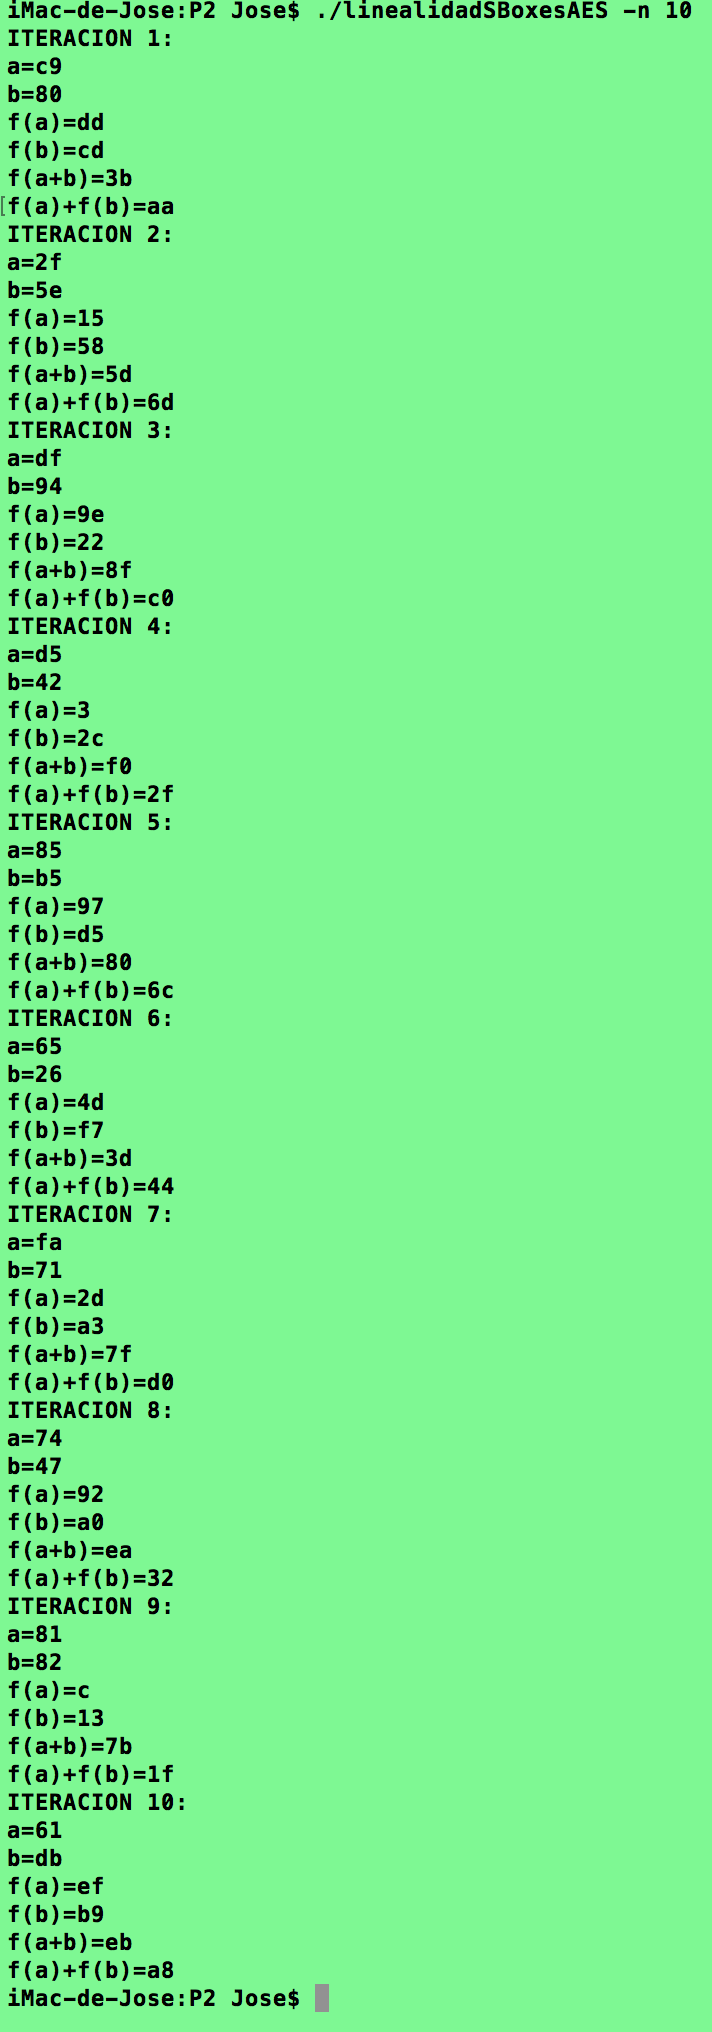 iMac-de-Jose:P2 Jose$ ./linealidadSBoxesAES -n 10
ITERACION 1:
a=c9
b=80
f(a)=dd
f(b)=cd
f(a+b)=3b
[f(a)+f(b)=aa
ITERACION 2:
a=2f
b=5e
f(a)=15
f(b)=58
f(a+b)=5d
f(a)+f(b)=6d
ITERACION 3:
a=df
b=94
f(a)=9e
f(b)=22
f(a+b)=8f
f(a)+f(b)=c0
ITERACION 4:
a=d5
b=42
f(a)=3
f(b)=2c
f(a+b)=f0
f(a)+f(b)=2f
ITERACION 5:
a=85
b=b5
f(a)=97
f(b)=d5
f(a+b)=80
f(a)+f(b)=6c
ITERACION 6:
a=65
b=26
f(a)=4d
f(b)=f7
f(a+b)=3d
f(a)+f(b)=44
ITERACION 7:
a=fa
b=71
f(a)=2d
f(b)=a3
f(a+b)=7f
f(a)+f(b)=d0
ITERACION 8:
a=74
b=47
f(a)=92
f(b)=a0
f(a+b)=ea
f(a)+f(b)=32
ITERACION 9:
a=81
b=82
f(a)=c
f(b)=13
f(a+b)=7b
f(a)+f(b)=1f
ITERACION 10:
a=61
b=db
f(a)=ef
f(b)=b9
f(a+b)=eb
f(a)+f(b)=a8
iMac-de-Jose:P2 Jose$